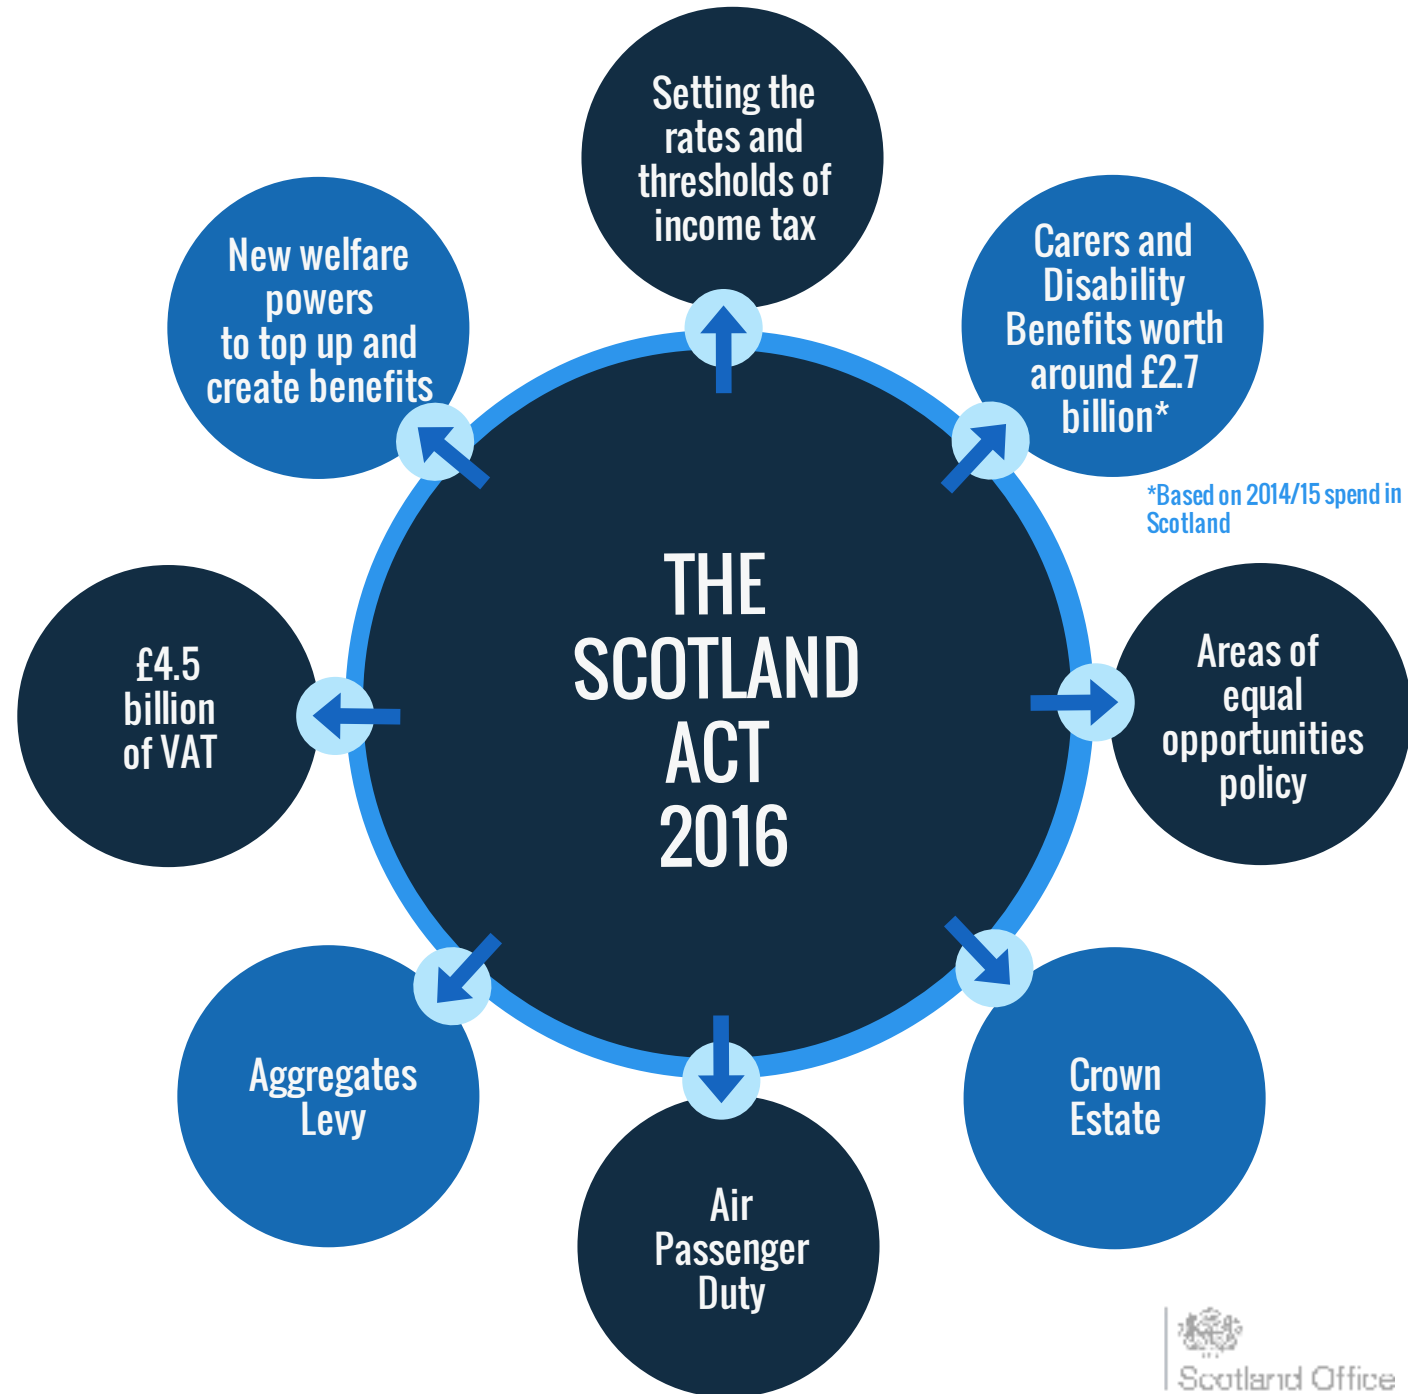 Setting the
rates and
thresholds of
income tax
New welfare
powers
to top up and
create benefits
Carers and
Disability
Benefits worth
around £2.7
billion*
*Based on 2014/15 spend in
Scotland
THE
SCOTLAND
ACT
2016
£4.5
billion
of VAT
Areas of
equal
opportunities
policy
Aggregates
Levy
Crown
Estate
Air
Passenger
Duty
Scotland Office